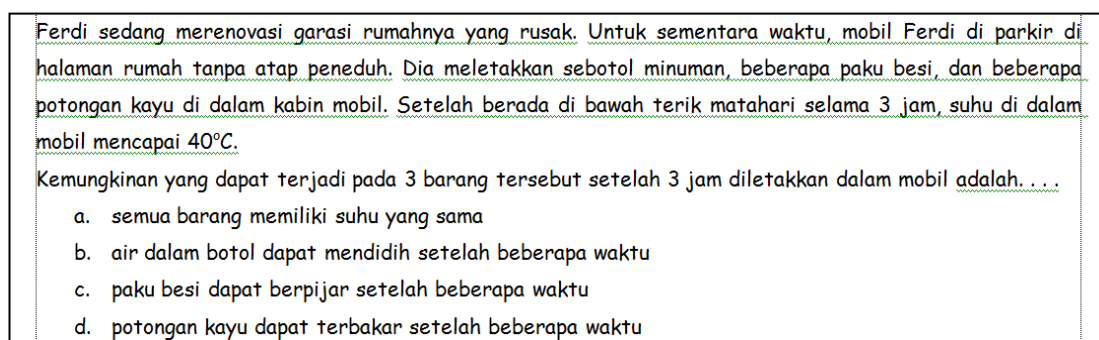 Ferdi sedang merenovasi garasi rumahnya yang rusak. Untuk sementara waktu, mobil Ferdi di parkir di
halaman rumah tanpa atap peneduh. Dia meletakkan sebotol minuman, beberapa paku besi, dan beberapa
potongan kayu di dalam kabin mobil. Setelah berada di bawah terik matahari selama 3 jam, suhu di dalam
mobil mencapai 40°C.
Kemungkinan yang dapat terjadi pada 3 barang tersebut setelah 3 jam diletakkan dalam mobil adalah. . . .
a. semua barang memiliki suhu yang sama
b. air dalam botol dapat mendidih setelah beberapa waktu
c. paku besi dapat berpijar setelah beberapa waktu
d. potongan kayu dapat terbakar setelah beberapa waktu